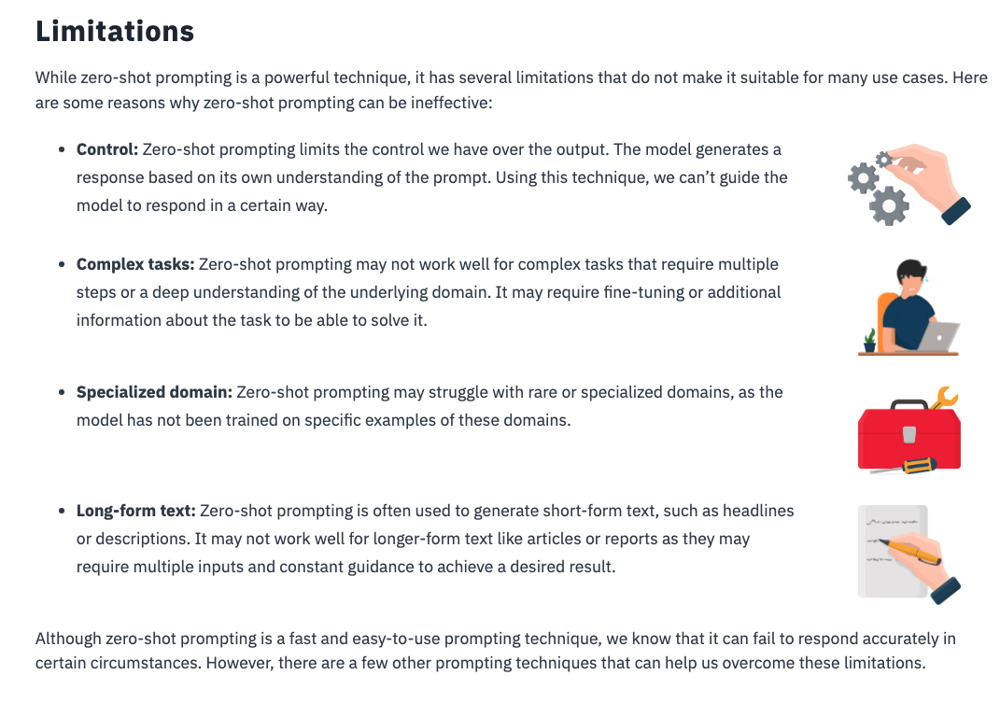 Limitations
While zero-shot prompting is a powerful technique, it has several limitations that do not make it suitable for many use cases. Here
are some reasons why zero-shot prompting can be ineffective:
• Control: Zero-shot prompting limits the control we have over the output. The model generates a
response based on its own understanding of the prompt. Using this technique, we can’t guide the
model to respond in a certain way.
• Complex tasks: Zero-shot prompting may not work well for complex tasks that require multiple
steps or a deep understanding of the underlying domain. It may require fine-tuning or additional
information about the task to be able to solve it.
• Specialized domain: Zero-shot prompting may struggle with rare or specialized domains, as the
model has not been trained on specific examples of these domains.
• Long-form text: Zero-shot prompting is often used to generate short-form text, such as headlines
or descriptions. It may not work well for longer-form text like articles or reports as they may
require multiple inputs and constant guidance to achieve a desired result.
Although zero-shot prompting is a fast and easy-to-use prompting technique, we know that it can fail to respond accurately in
certain circumstances. However, there are a few other prompting techniques that can help us overcome these limitations.